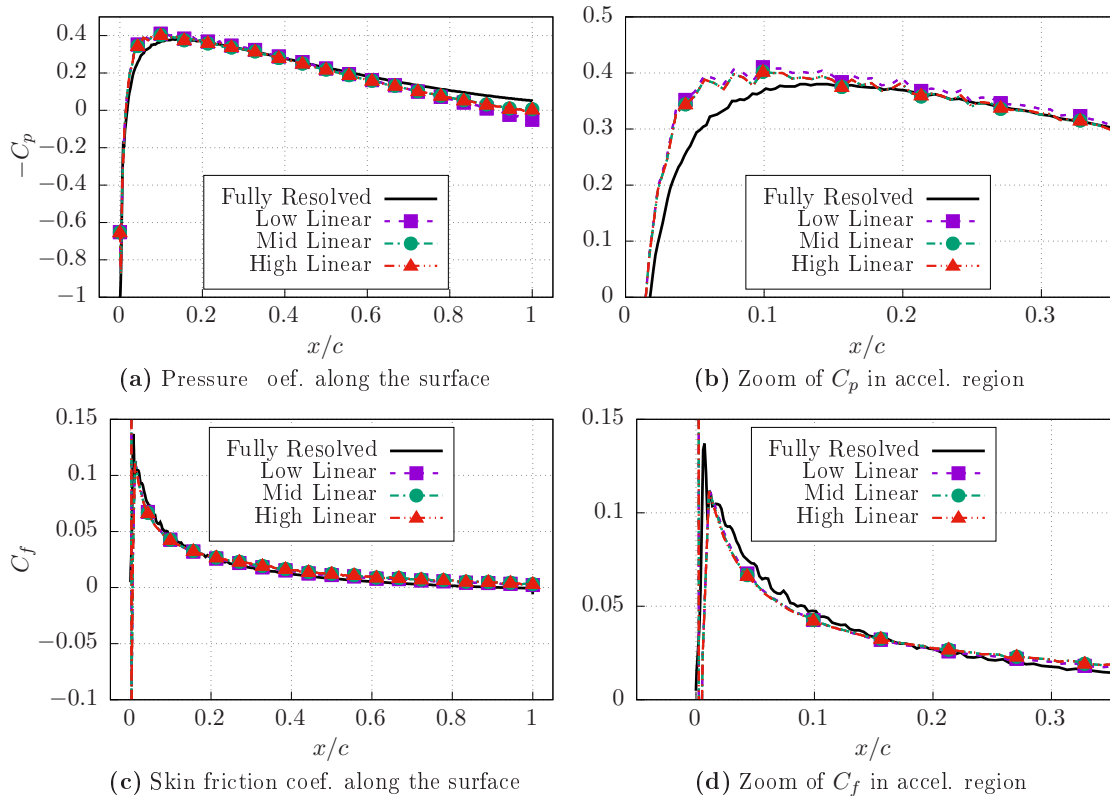 0.4
0.2
0
−0.2
−0.4
−0.6
−0.8
−1
−C_p
Fully Resolved
Low Linear
Mid Linear
High Linear
0 0.2 0.4 0.6 0.8 1
x/c
(a) Pressure oef. along the surface
0.5
0.4
0.3
0.2
0.1
0
Fully Resolved
Low Linear
Mid Linear
High Linear
0 0.1 0.2 0.3
x/c
(b) Zoom of C_p in accel. region
0.15
0.1
0.05
0
−0.05
−0.1
C_f
Fully Resolved
Low Linear
Mid Linear
High Linear
0 0.2 0.4 0.6 0.8 1
x/c
(c) Skin friction coef. along the surface
0.15
0.1
0.05
0
Fully Resolved
Low Linear
Mid Linear
High Linear
0 0.1 0.2 0.3
x/c
(d) Zoom of C_f in accel. region